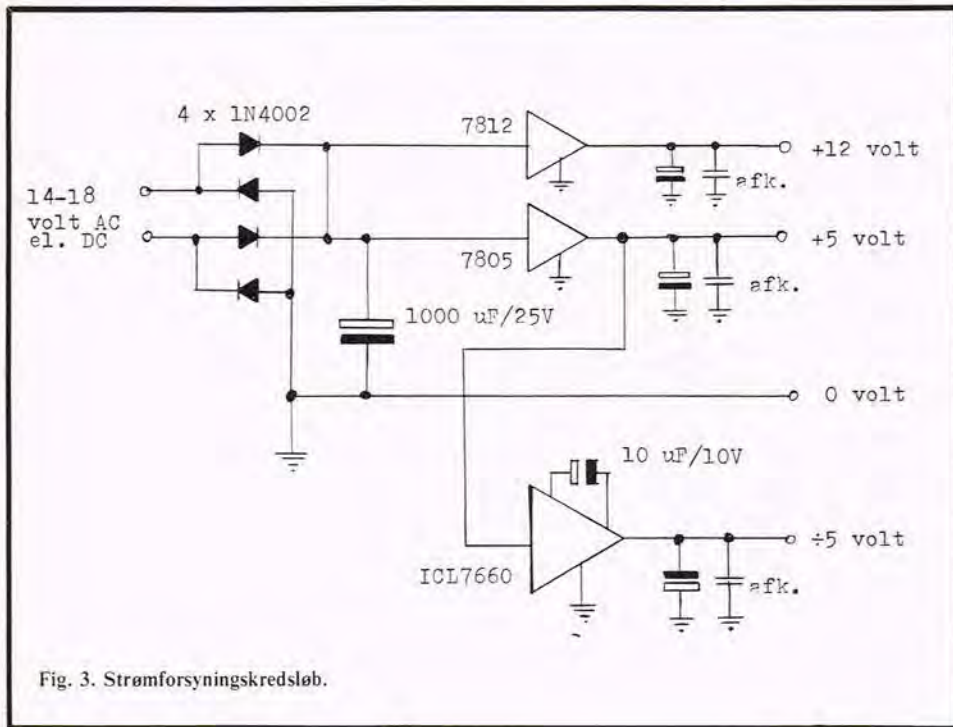 4 x 1N4002
7812
+12 volt
14-18
volt AC
el. DC
afk.
+5 volt
7805
afk.
1000 uF/25V
0 volt
10 uF/10V
÷5 volt
ICL7660
afk.
Fig. 3. Strømforsyningskredsløb.